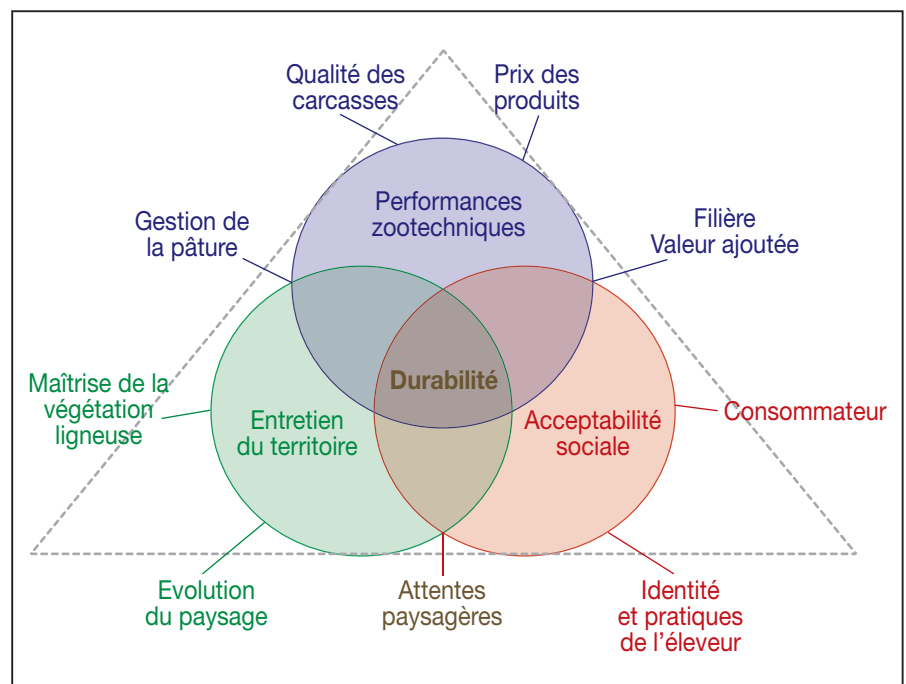 Qualité des
carcasses
Prix des
produits
Performances
zootechniques
Gestion de
la pâture
Filière
Valeur ajoutée
Durabilité
Maîtrise de la
végétation
ligneuse
Entretien
du territoire
Acceptabilité
sociale
Consommateur
Evolution
du paysage
Attentes
paysagères
Identité
et pratiques
de l'éleveur